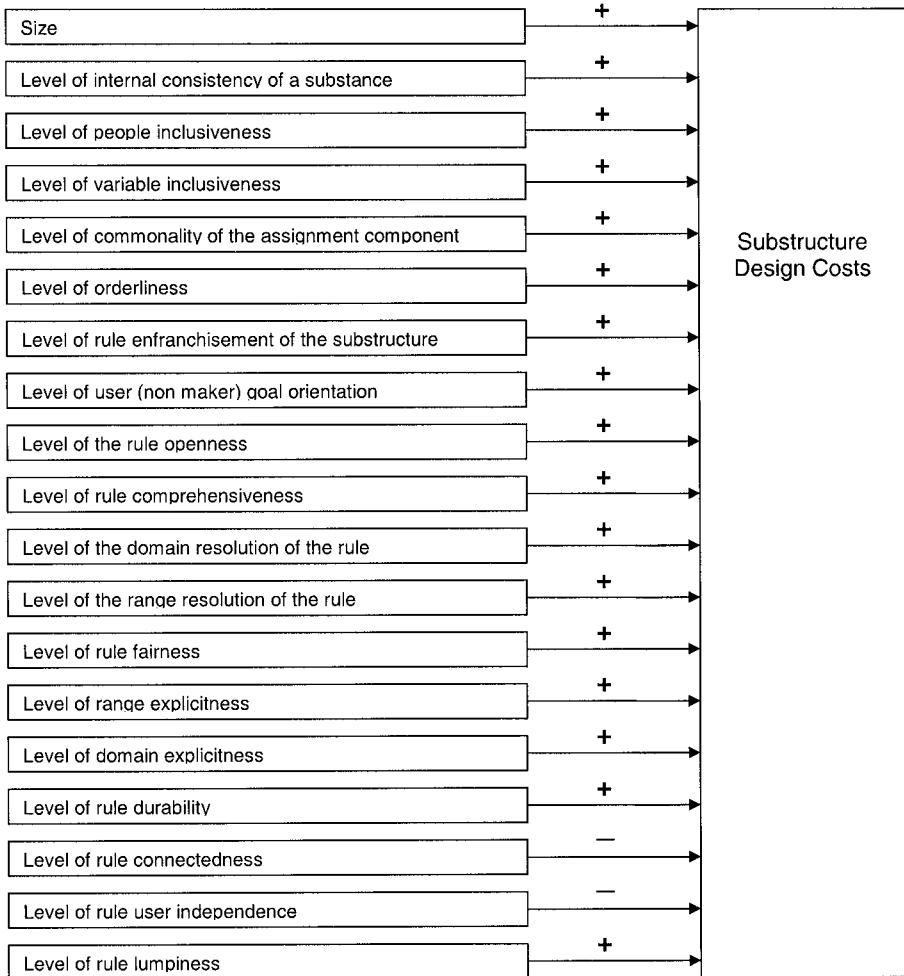 Size
+
Level of internal consistency of a substance
+
Level of people inclusiveness
+
Level of variable inclusiveness
+
Level of commonality of the assignment component
+
Level of orderliness
+
Level of rule enfranchisement of the substructure
+
Level of user (non maker) goal orientation
+
Level of the rule openness
+
Level of rule comprehensiveness
+
Level of the domain resolution of the rule
+
Level of the range resolution of the rule
+
Level of rule fairness
+
Level of range explicitness
+
Level of domain explicitness
+
Level of rule durability
+
Level of rule connectedness
—
Level of rule user independence
—
Level of rule lumpiness
+
Substructure
Design Costs